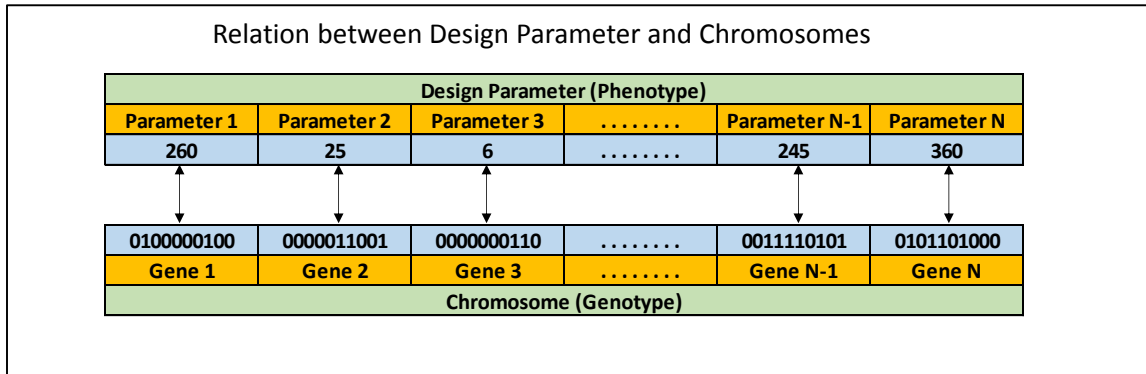 Relation between Design Parameter and Chromosomes
Design Parameter (Phenotype)
Parameter 1 Parameter 2 Parameter 3 ........ Parameter N-1 Parameter N
260 25 6 ........ 245 360
0100000100 0000011001 0000000110 ........ 0011110101 0101101000
Gene 1 Gene 2 Gene 3 ........ Gene N-1 Gene N
Chromosome (Genotype)